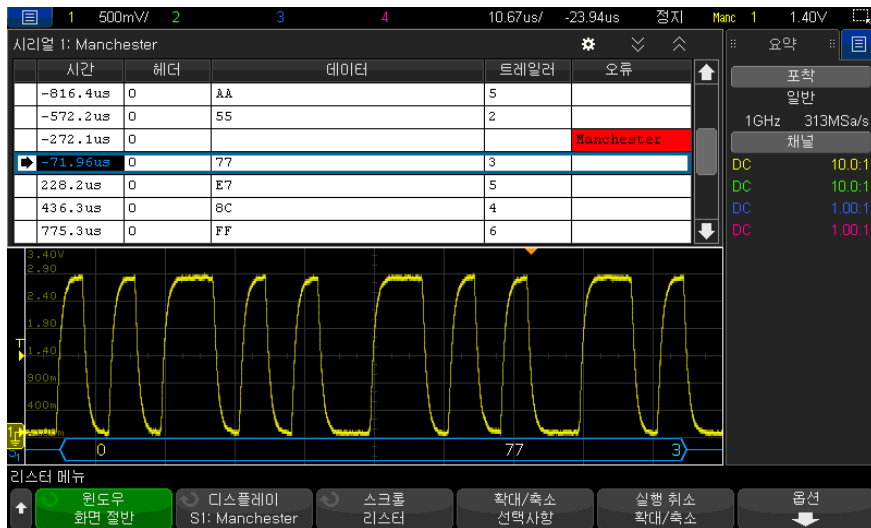 1 500mV/ 2 3 4 10.67us/ -23.94us 정지 Manc 1 1.40V
시리얼 1: Manchester 요약
시간 헤더 데이터 트레일러 오류
-816.4us 0 AA 5
-572.2us 0 55 2
-272.1us 0 Manchester
-71.96us 0 77 3
228.2us 0 E7 5
436.3us 0 8C 4
775.3us 0 FF 6
포착
일반
1GHz 313MSa/s
채널
DC 10.0:1
DC 10.0:1
DC 1.00:1
DC 1.00:1
3.40V
2.90
2.40
1.90
T
1.40
900m
400m
1
S1 0 77 3
리스터 메뉴
윈도우 디스플레이 스크롤 확대/축소 실행 취소 옵션
화면 절반 S1: Manchester 리스터 선택사항 확대/축소